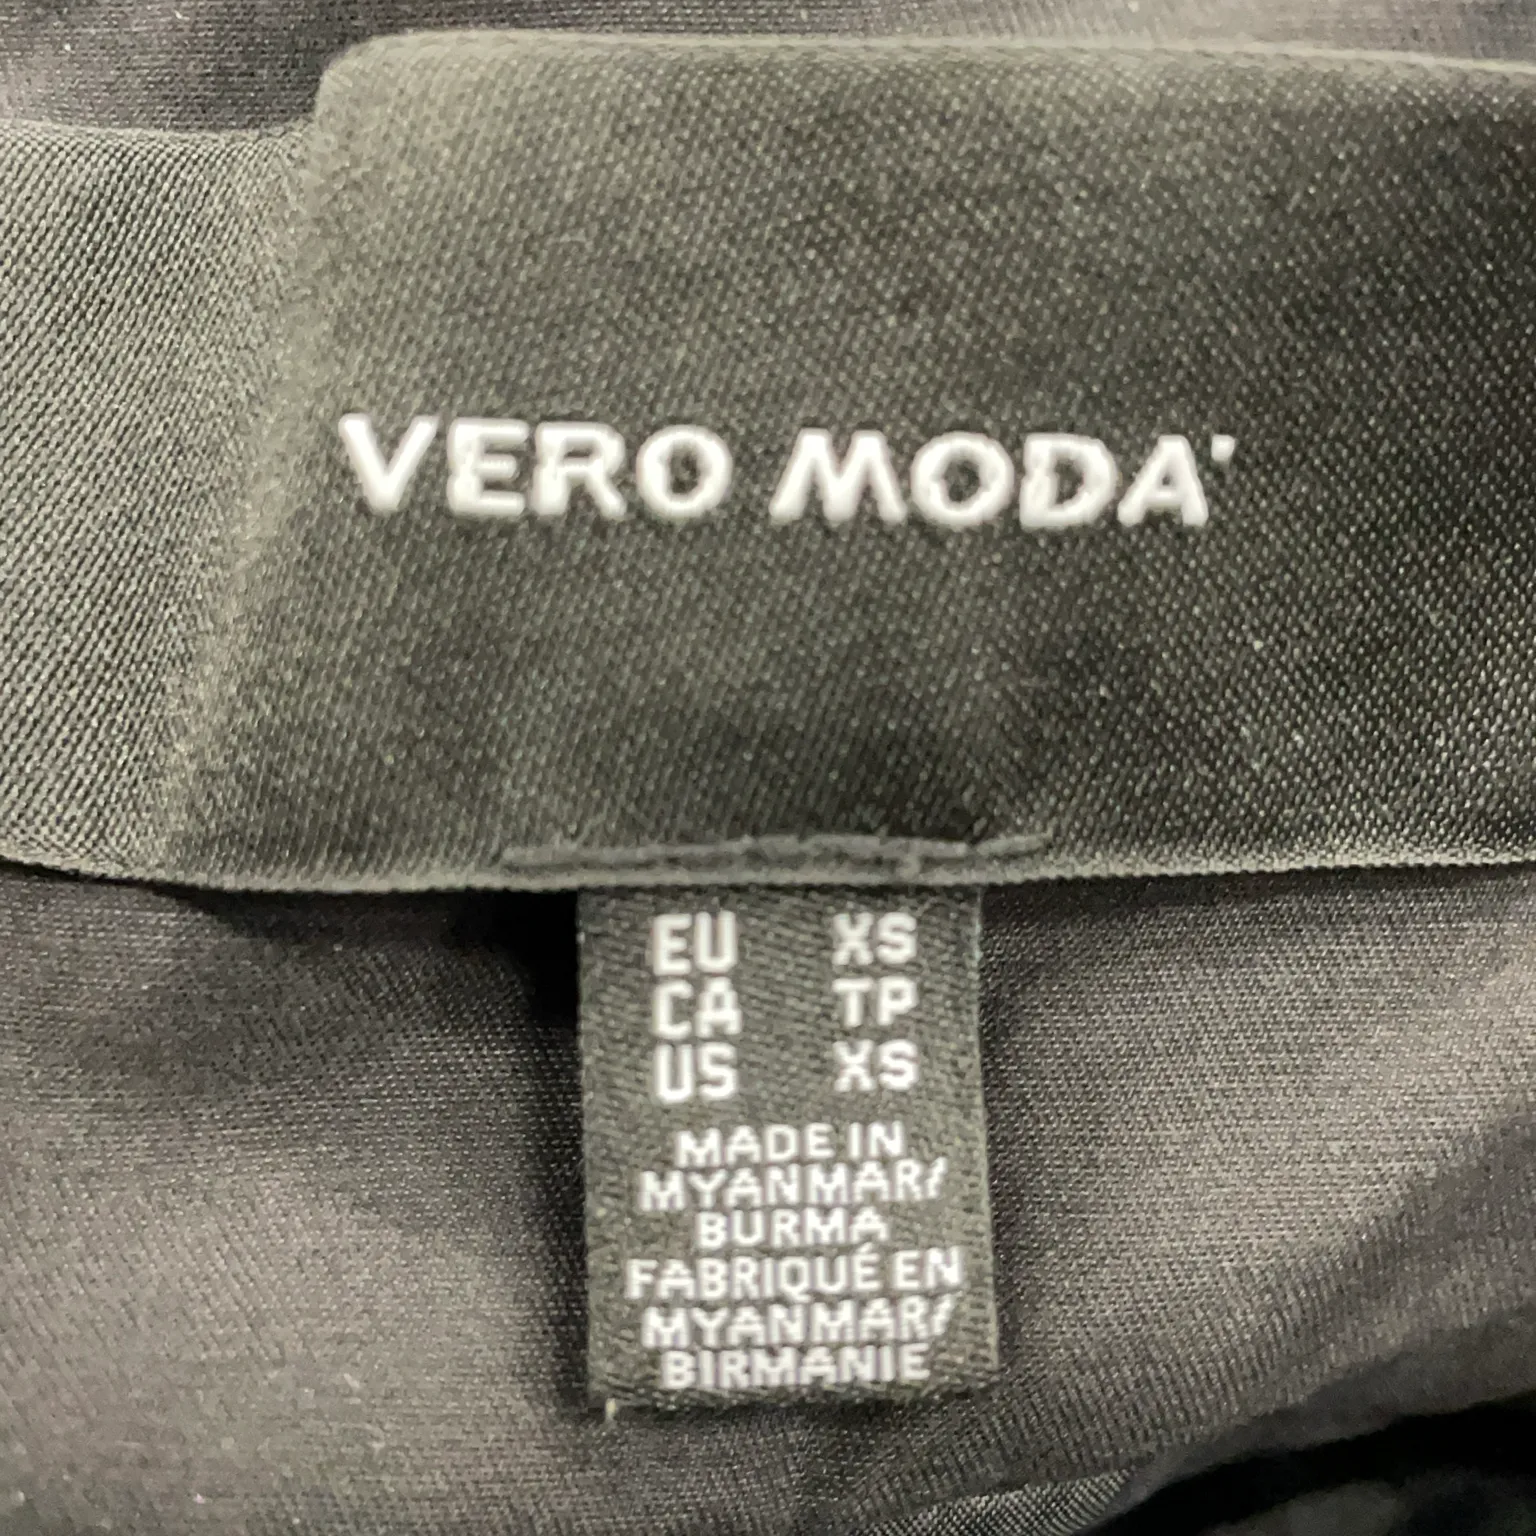 VERO MODA
EU XS
CA TP
US XS
MADE IN
MYANMAR/
BURMA
FABRIQUÉ EN
MYANMAR/
BIRMANIE